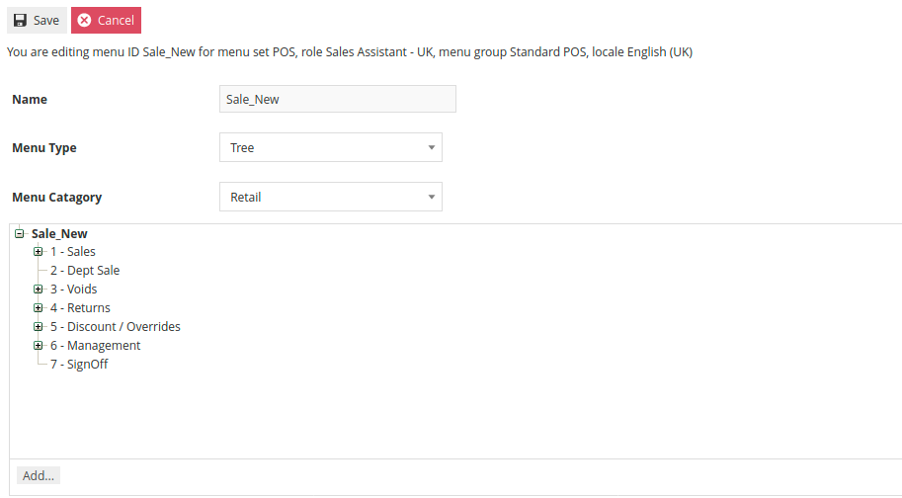 Save Cancel
You are editing menu ID Sale_New for menu set POS, role Sales Assistant - UK, menu group Standard POS, locale English (UK)
Name Sale_New
Menu Type Tree
Menu Catagory Retail
Sale_New
1 - Sales
2 - Dept Sale
3 - Voids
4 - Returns
5 - Discount / Overrides
6 - Management
7 - SignOff
Add...